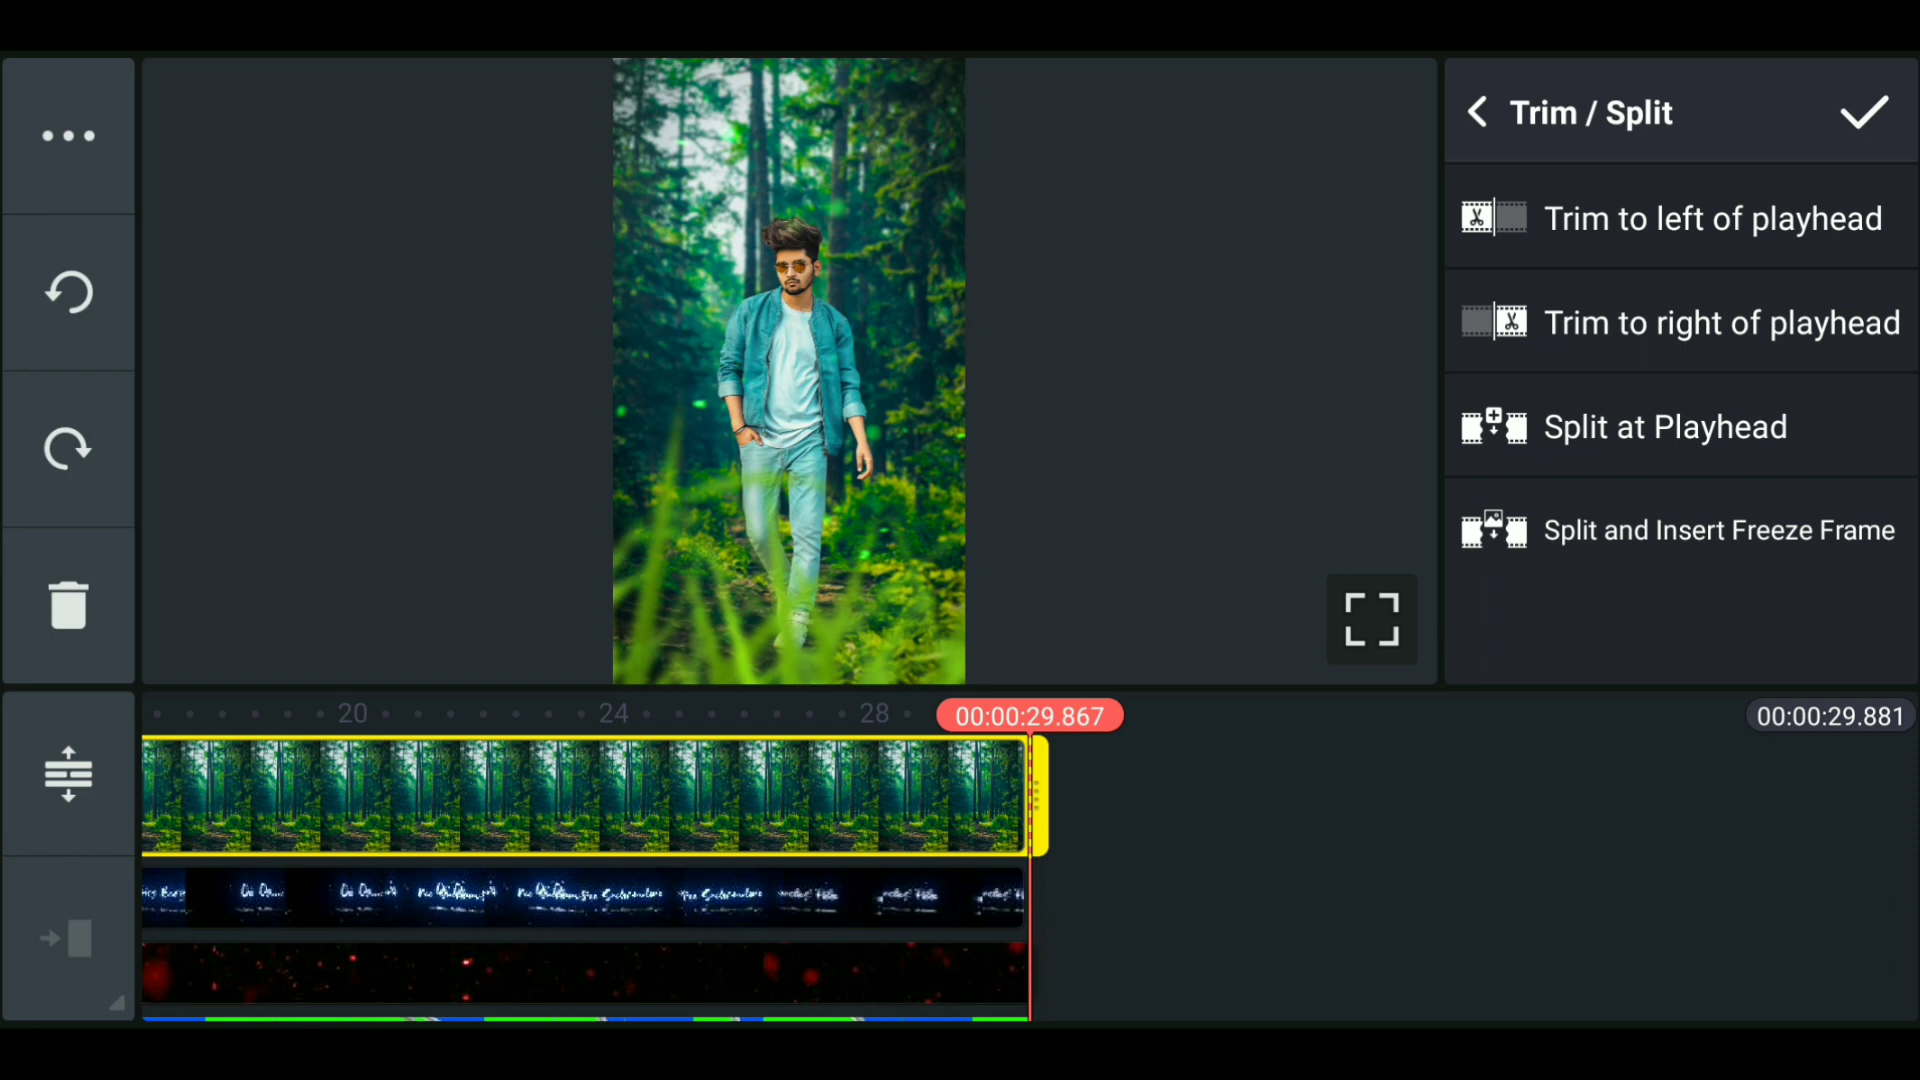 Trim / Split
Trim to left of playhead
Trim to right of playhead
Split at Playhead
Split and Insert Freeze Frame
20
24
28
00:00:29.867
00:00:29.881